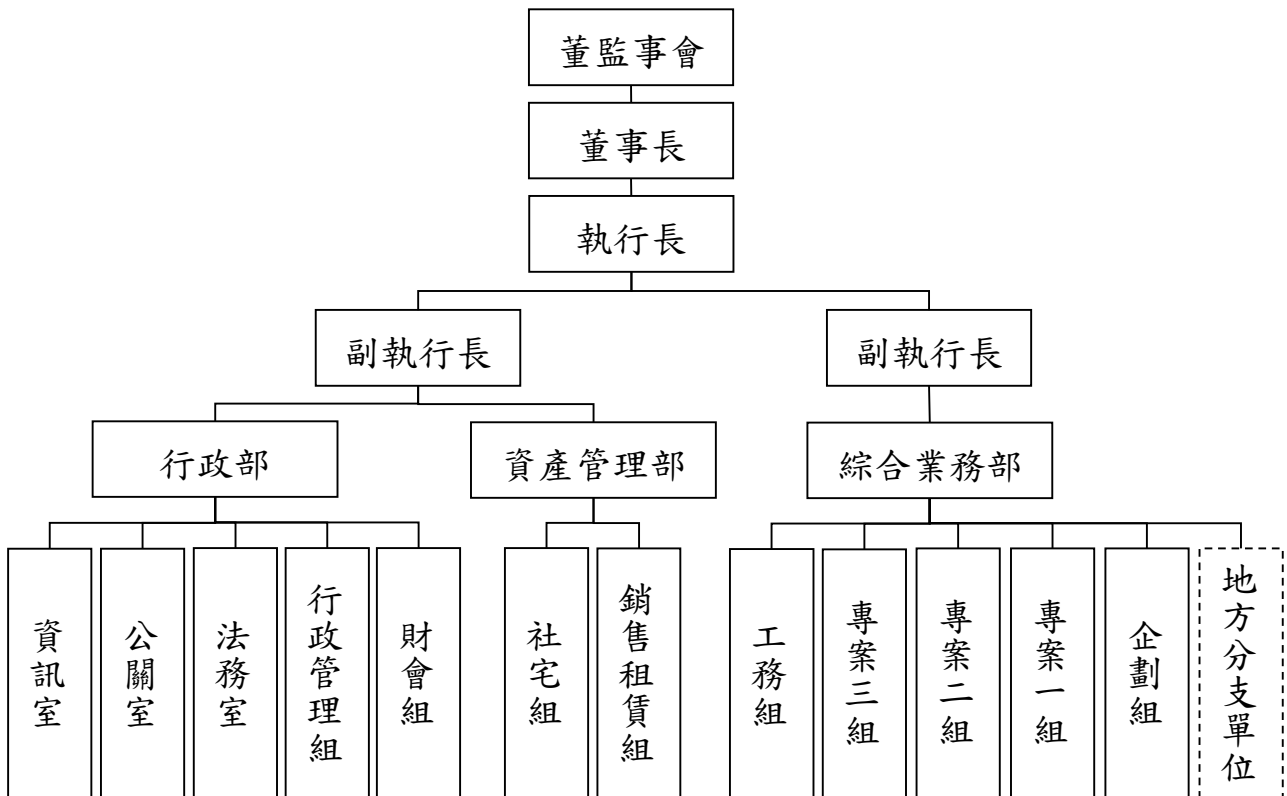 董監事會
董事長
執行長
副執行長
副執行長
行政部
資產管理部
綜合業務部
資訊室
公關室
法務室
行政管理組
財會組
社宅組
銷售租賃組
工務組
專案三組
專案二組
專案一組
企劃組
地方分支單位